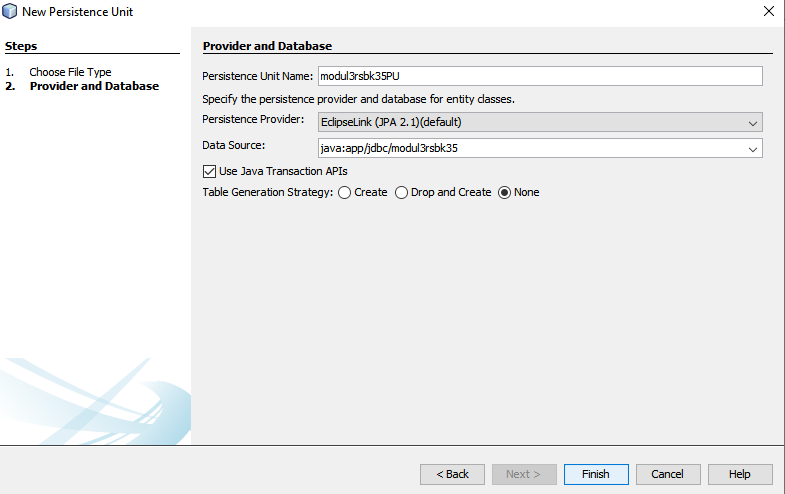 New Persistence Unit
Steps
1. Choose File Type
2. Provider and Database
Provider and Database
Persistence Unit Name: modul3rsbk35PU
Specify the persistence provider and database for entity classes.
Persistence Provider: EclipseLink (JPA 2.1)(default)
Data Source: java:app/jdbc/modul3rsbk35
Use Java Transaction APIs
Table Generation Strategy: Create Drop and Create None
< Back Next > Finish Cancel Help